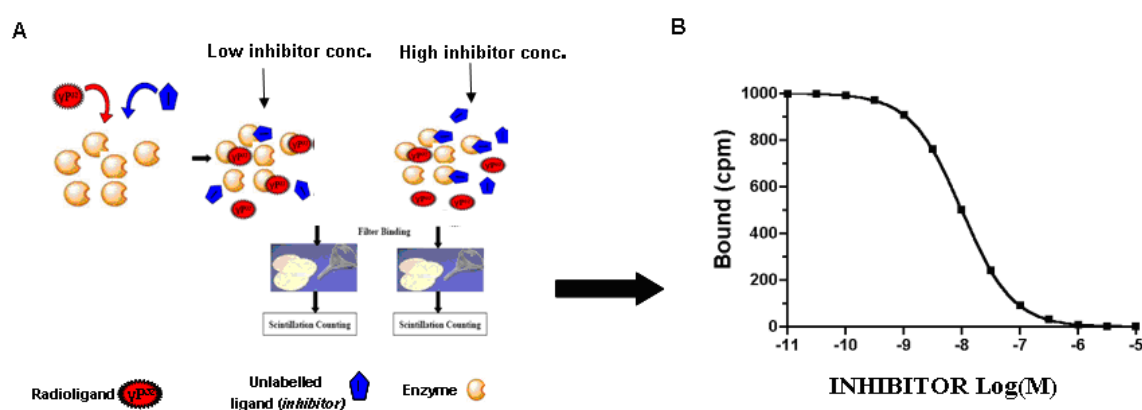 A
Low inhibitor conc.
High inhibitor conc.
Filter Binding
Scintillation Counting
Scintillation Counting
Radioligand
Unlabelled
ligand (inhibitor)
Enzyme
B
Bound (cpm)
1000
800
600
400
200
0
-11 -10 -9 -8 -7 -6 -5
INHIBITOR Log(M)